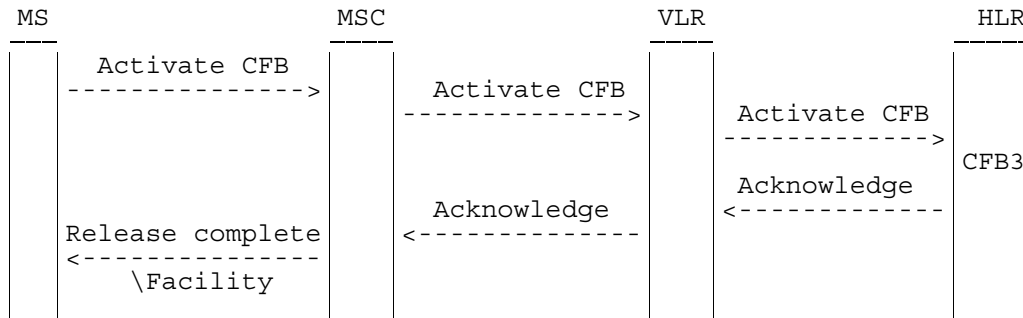 MS MSC VLR HLR
Activate CFB
Activate CFB
Activate CFB
CFB3
Acknowledge
Acknowledge
Release complete
\Facility